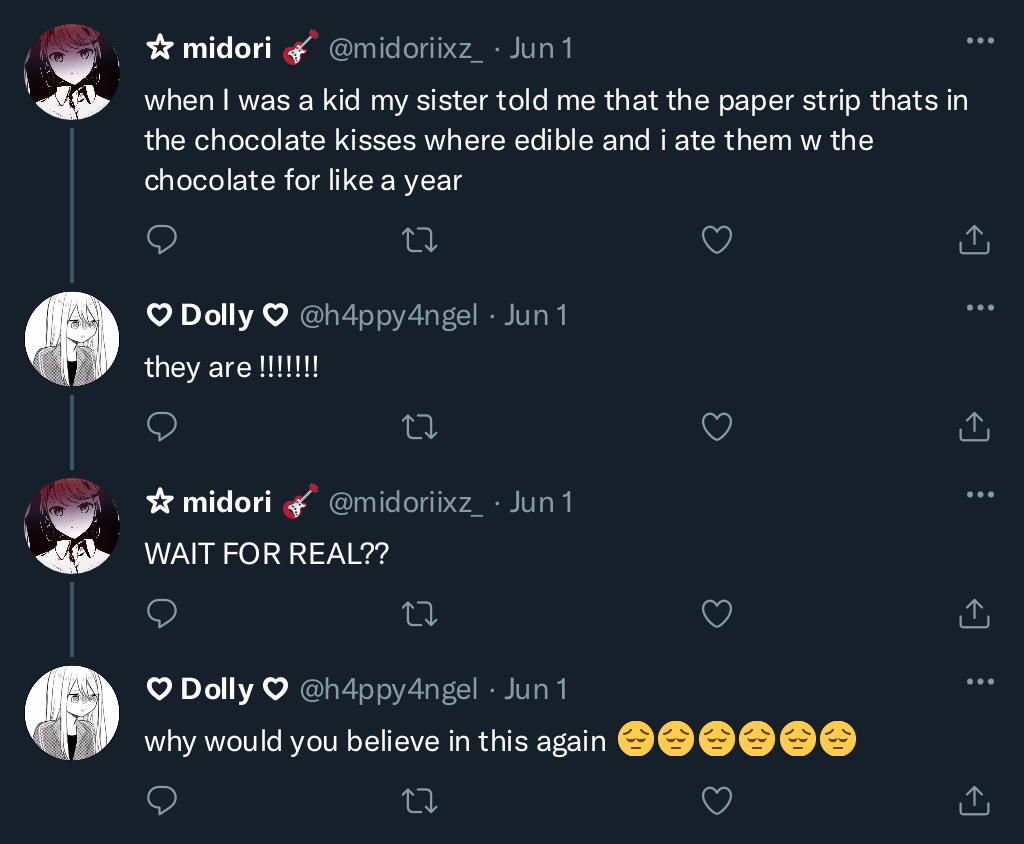 ☆ midori 🎸 @midoriixz_ · Jun 1
when I was a kid my sister told me that the paper strip thats in
the chocolate kisses where edible and i ate them w the
chocolate for like a year
♡ Dolly ♡ @h4ppy4ngel · Jun 1
they are !!!!!!!
☆ midori 🎸 @midoriixz_ · Jun 1
WAIT FOR REAL??
♡ Dolly ♡ @h4ppy4ngel · Jun 1
why would you believe in this again 😔😔😔😔😔😔